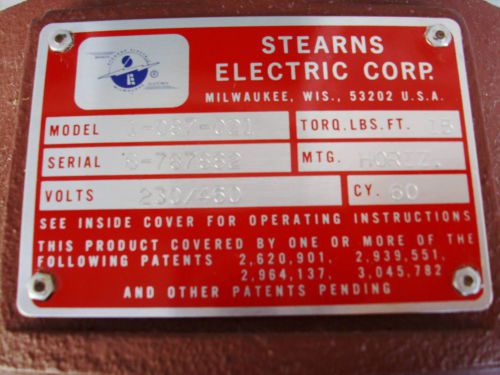 STEARNS
ELECTRIC CORP.
MILWAUKEE, WIS., 53202 U.S.A.
MODEL
TORQ.LBS.FT. 15
SERIAL
MTG. HORIZ.
VOLTS 230/460
CY. 60
SEE INSIDE COVER FOR OPERATING INSTRUCTIONS
THIS PRODUCT COVERED BY ONE OR MORE OF THE
FOLLOWING PATENTS 2,620,901, 2,939,551,
2,964,137, 3,045,782
AND OTHER PATENTS PENDING